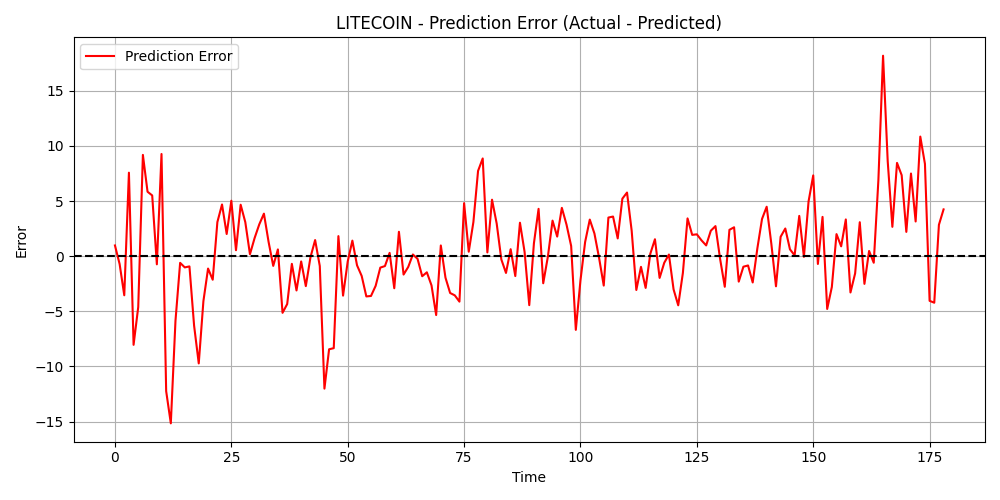 LITECOIN - Prediction Error (Actual - Predicted)
Prediction Error
Error
15
10
5
0
−5
−10
−15
0 25 50 75 100 125 150 175
Time